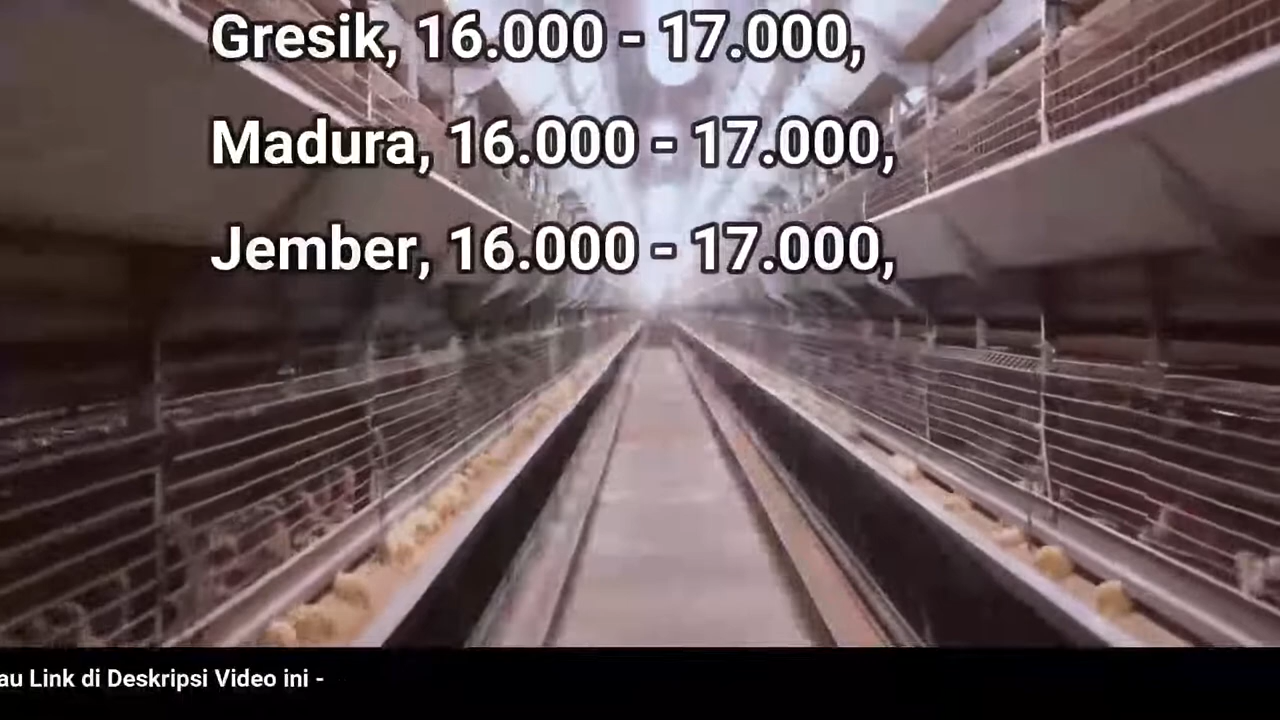 Gresik, 16.000 - 17.000,
Madura, 16.000 - 17.000,
Jember, 16.000 - 17.000,
Link di Deskripsi Video ini -